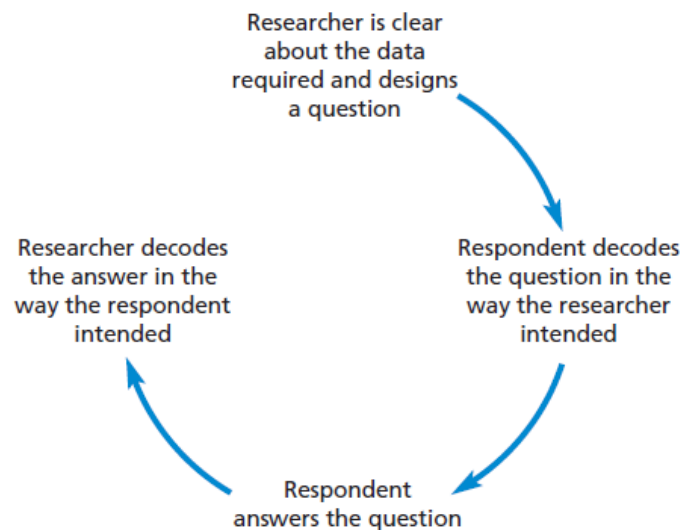 Researcher is clear
about the data
required and designs
a question
Respondent decodes
the question in the
way the researcher
intended
Respondent
answers the question
Researcher decodes
the answer in the
way the respondent
intended